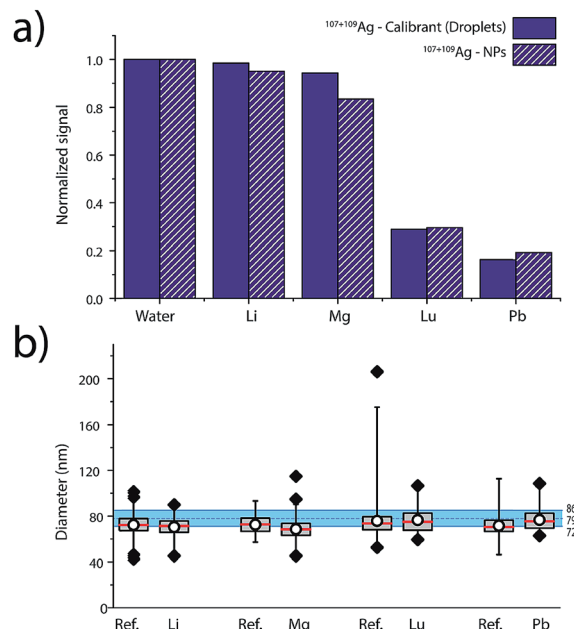 a)
¹⁰⁷⁺¹⁰⁹Ag - Calibrant (Droplets)
¹⁰⁷⁺¹⁰⁹Ag - NPs
Normalized signal
1.0
0.8
0.6
0.4
0.2
0.0
Water Li Mg Lu Pb
b)
Diameter (nm)
200
160
120
80
40
0
86
79
72
Ref. Li Ref. Mg Ref. Lu Ref. Pb